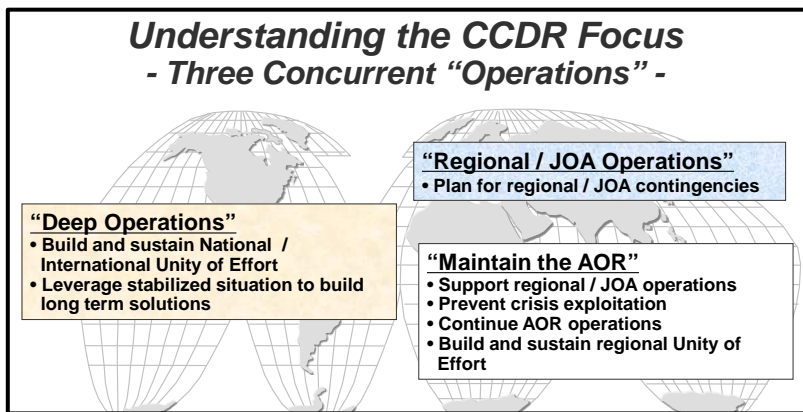 Understanding the CCDR Focus
- Three Concurrent “Operations” -
“Regional / JOA Operations”
• Plan for regional / JOA contingencies
“Deep Operations”
• Build and sustain National /
International Unity of Effort
• Leverage stabilized situation to build
long term solutions
“Maintain the AOR”
• Support regional / JOA operations
• Prevent crisis exploitation
• Continue AOR operations
• Build and sustain regional Unity of
Effort